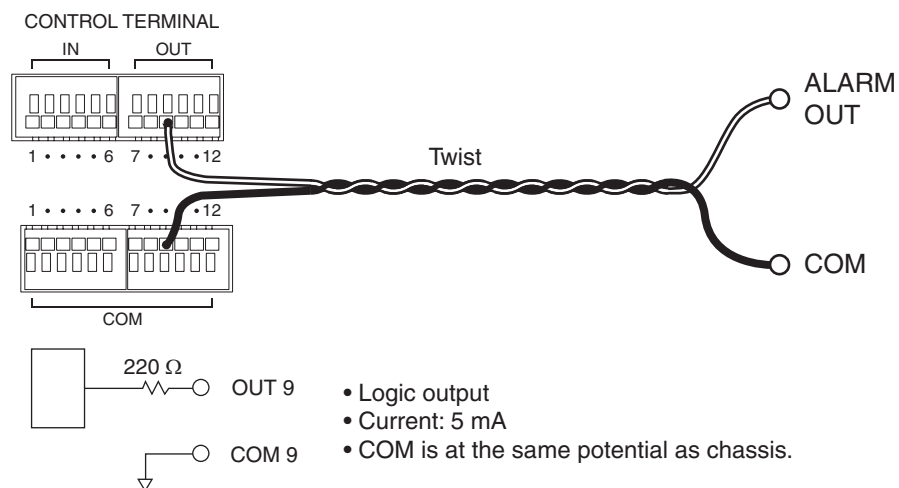 CONTROL TERMINAL
IN OUT
1 • • • • 6 7 • • • • 12
ALARM
OUT
Twist
1 • • • • 6 7 • • • • 12
COM
COM
220 Ω
OUT 9
COM 9
• Logic output
• Current: 5 mA
• COM is at the same potential as chassis.